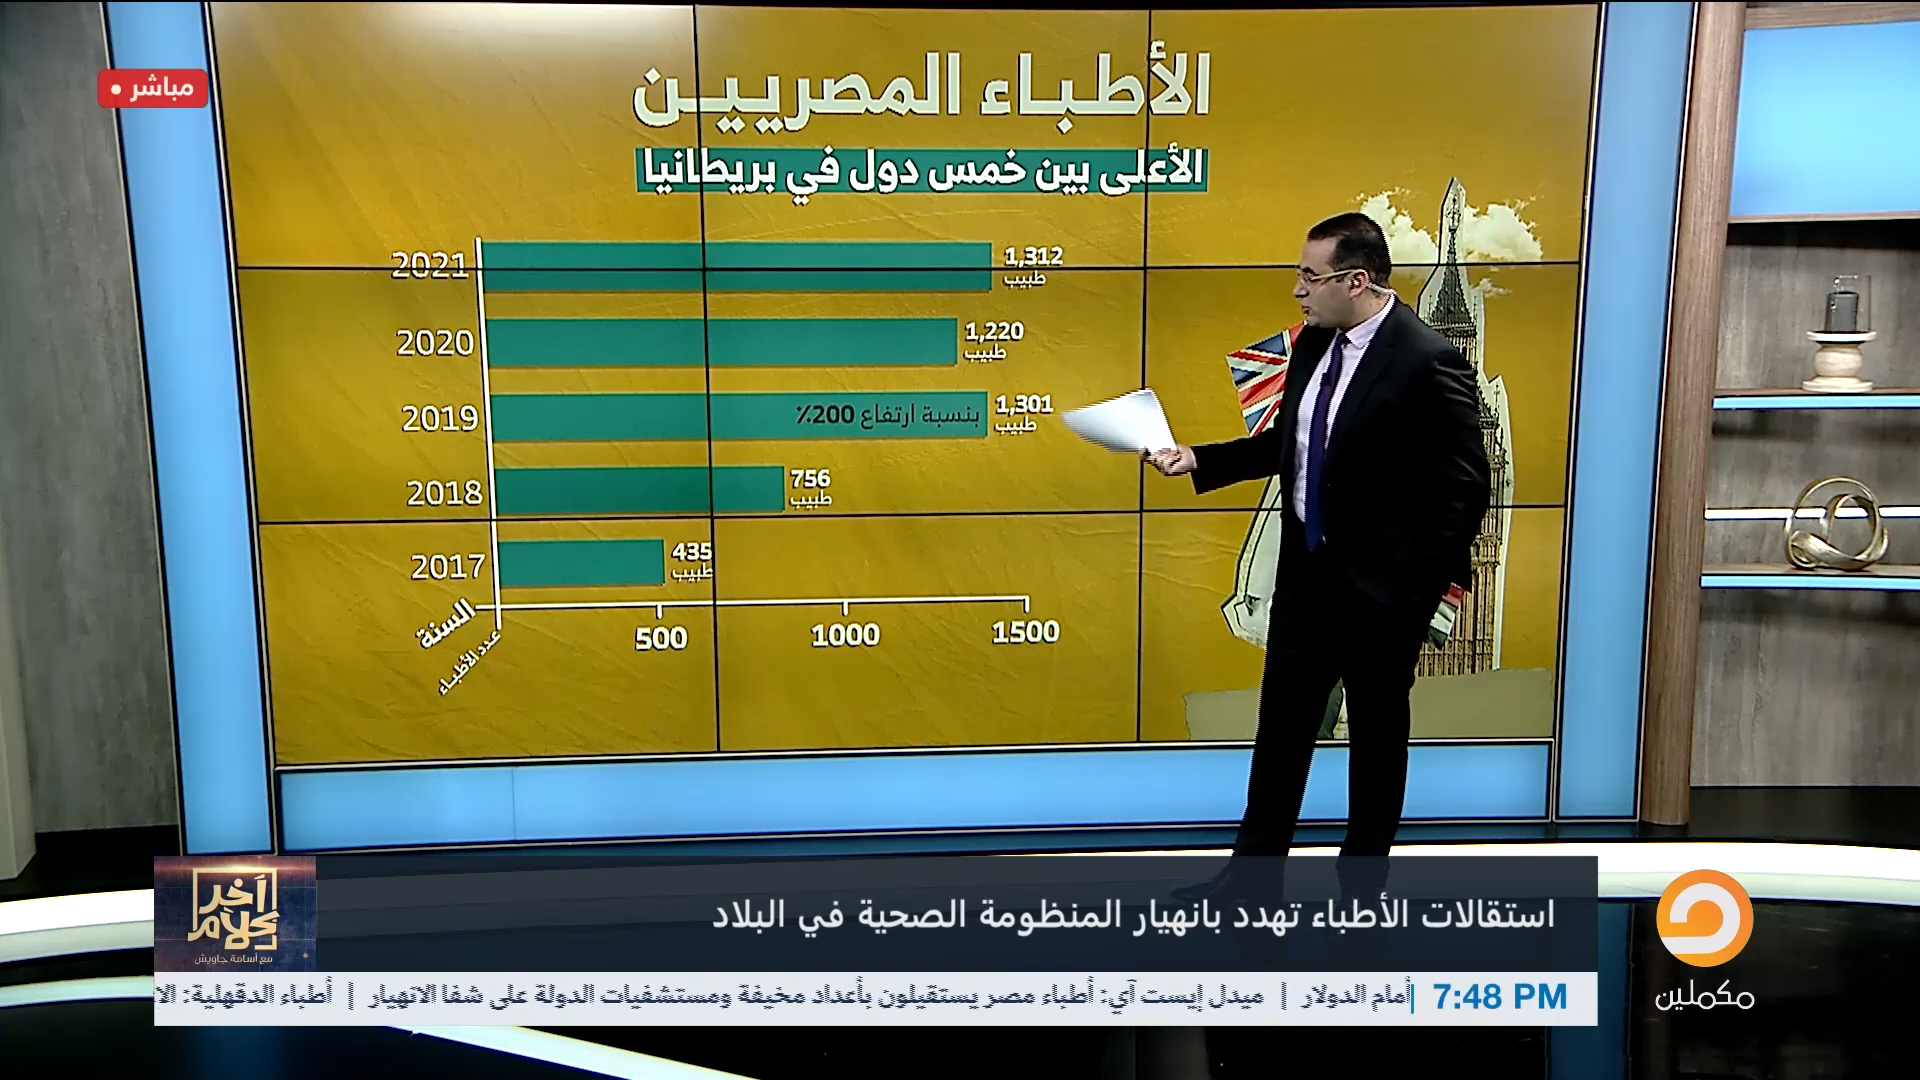 مباشر
الأطباء المصريين
الأعلى بين خمس دول في بريطانيا
2021
1,312
طبيب
2020
1,220
طبيب
2019
بنسبة ارتفاع 200٪
1,301
طبيب
2018
756
طبيب
2017
435
طبيب
السنة
عدد الأطباء
500
1000
1500
آخر كلام
مع أسامة جاويش
استقالات الأطباء تهدد بانهيار المنظومة الصحية في البلاد
7:48 PM
أمام الدولار | ميدل إيست آي: أطباء مصر يستقيلون بأعداد مخيفة ومستشفيات الدولة على شفا الانهيار | أطباء الدقهلية:
مكملين